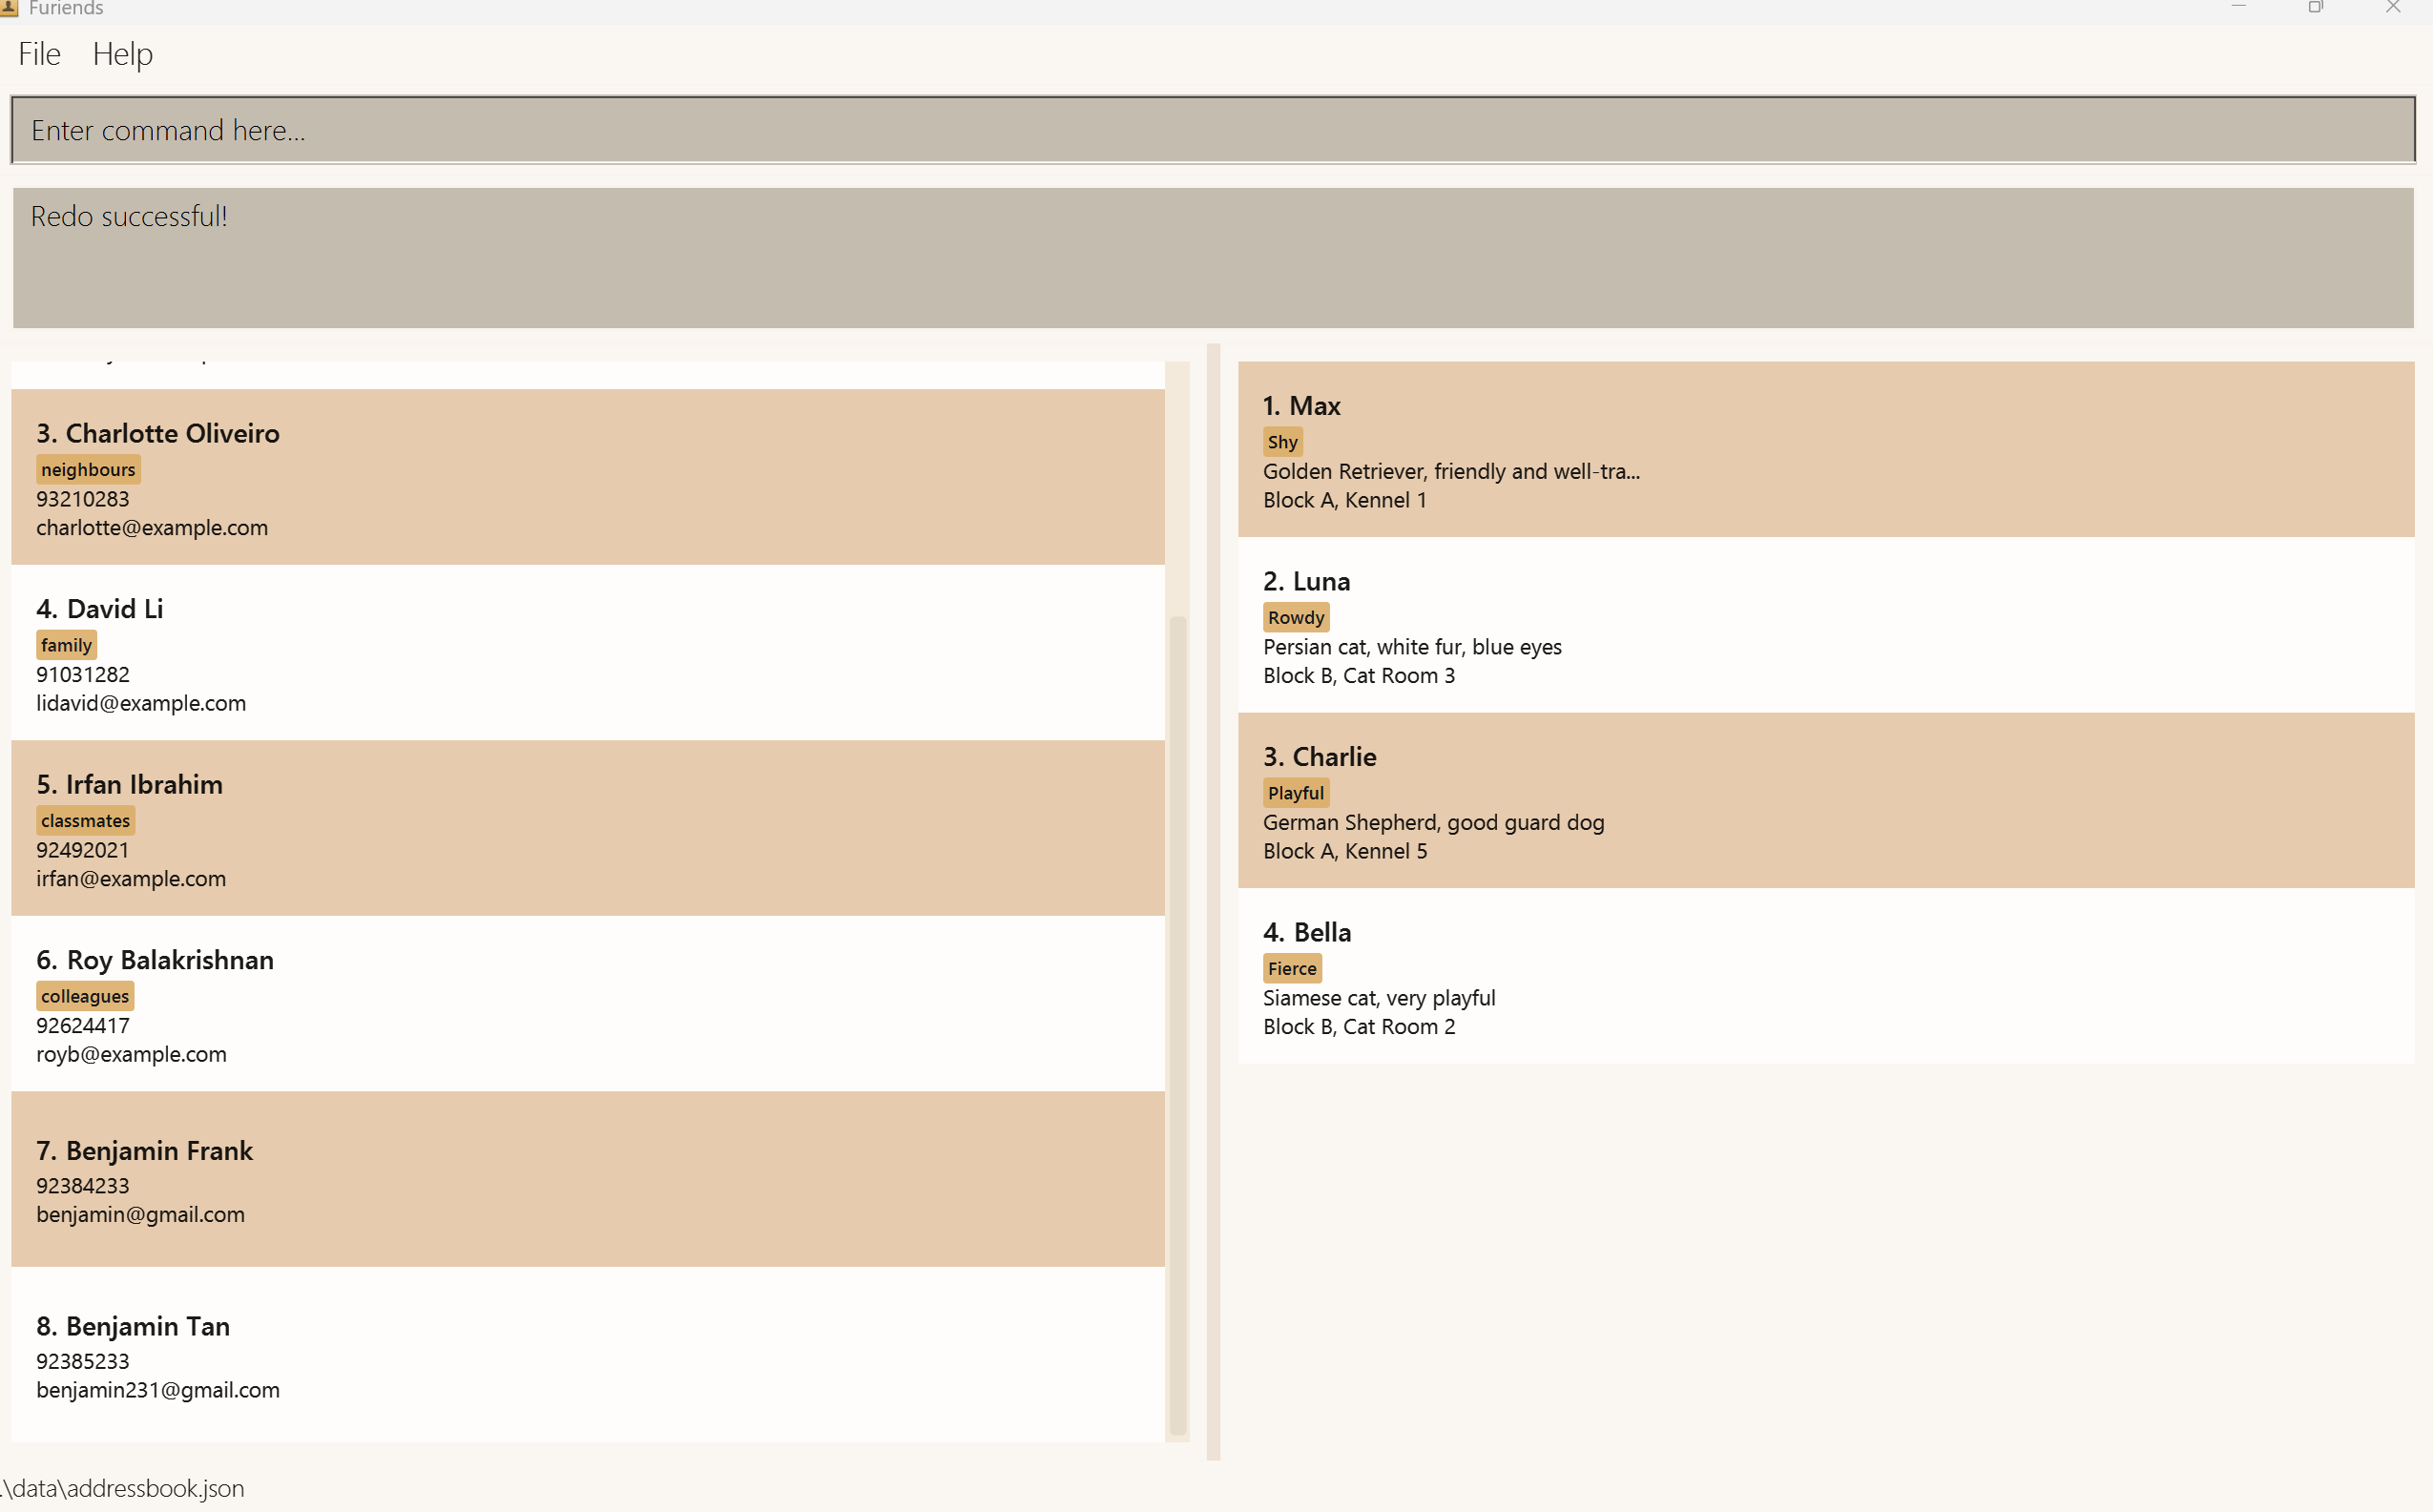 Furiends
File Help
Enter command here...
Redo successful!
3. Charlotte Oliveiro
neighbours
93210283
charlotte@example.com
4. David Li
family
91031282
lidavid@example.com
5. Irfan Ibrahim
classmates
92492021
irfan@example.com
6. Roy Balakrishnan
colleagues
92624417
royb@example.com
7. Benjamin Frank
92384233
benjamin@gmail.com
8. Benjamin Tan
92385233
benjamin231@gmail.com
1. Max
Shy
Golden Retriever, friendly and well-tra...
Block A, Kennel 1
2. Luna
Rowdy
Persian cat, white fur, blue eyes
Block B, Cat Room 3
3. Charlie
Playful
German Shepherd, good guard dog
Block A, Kennel 5
4. Bella
Fierce
Siamese cat, very playful
Block B, Cat Room 2
.\data\addressbook.json